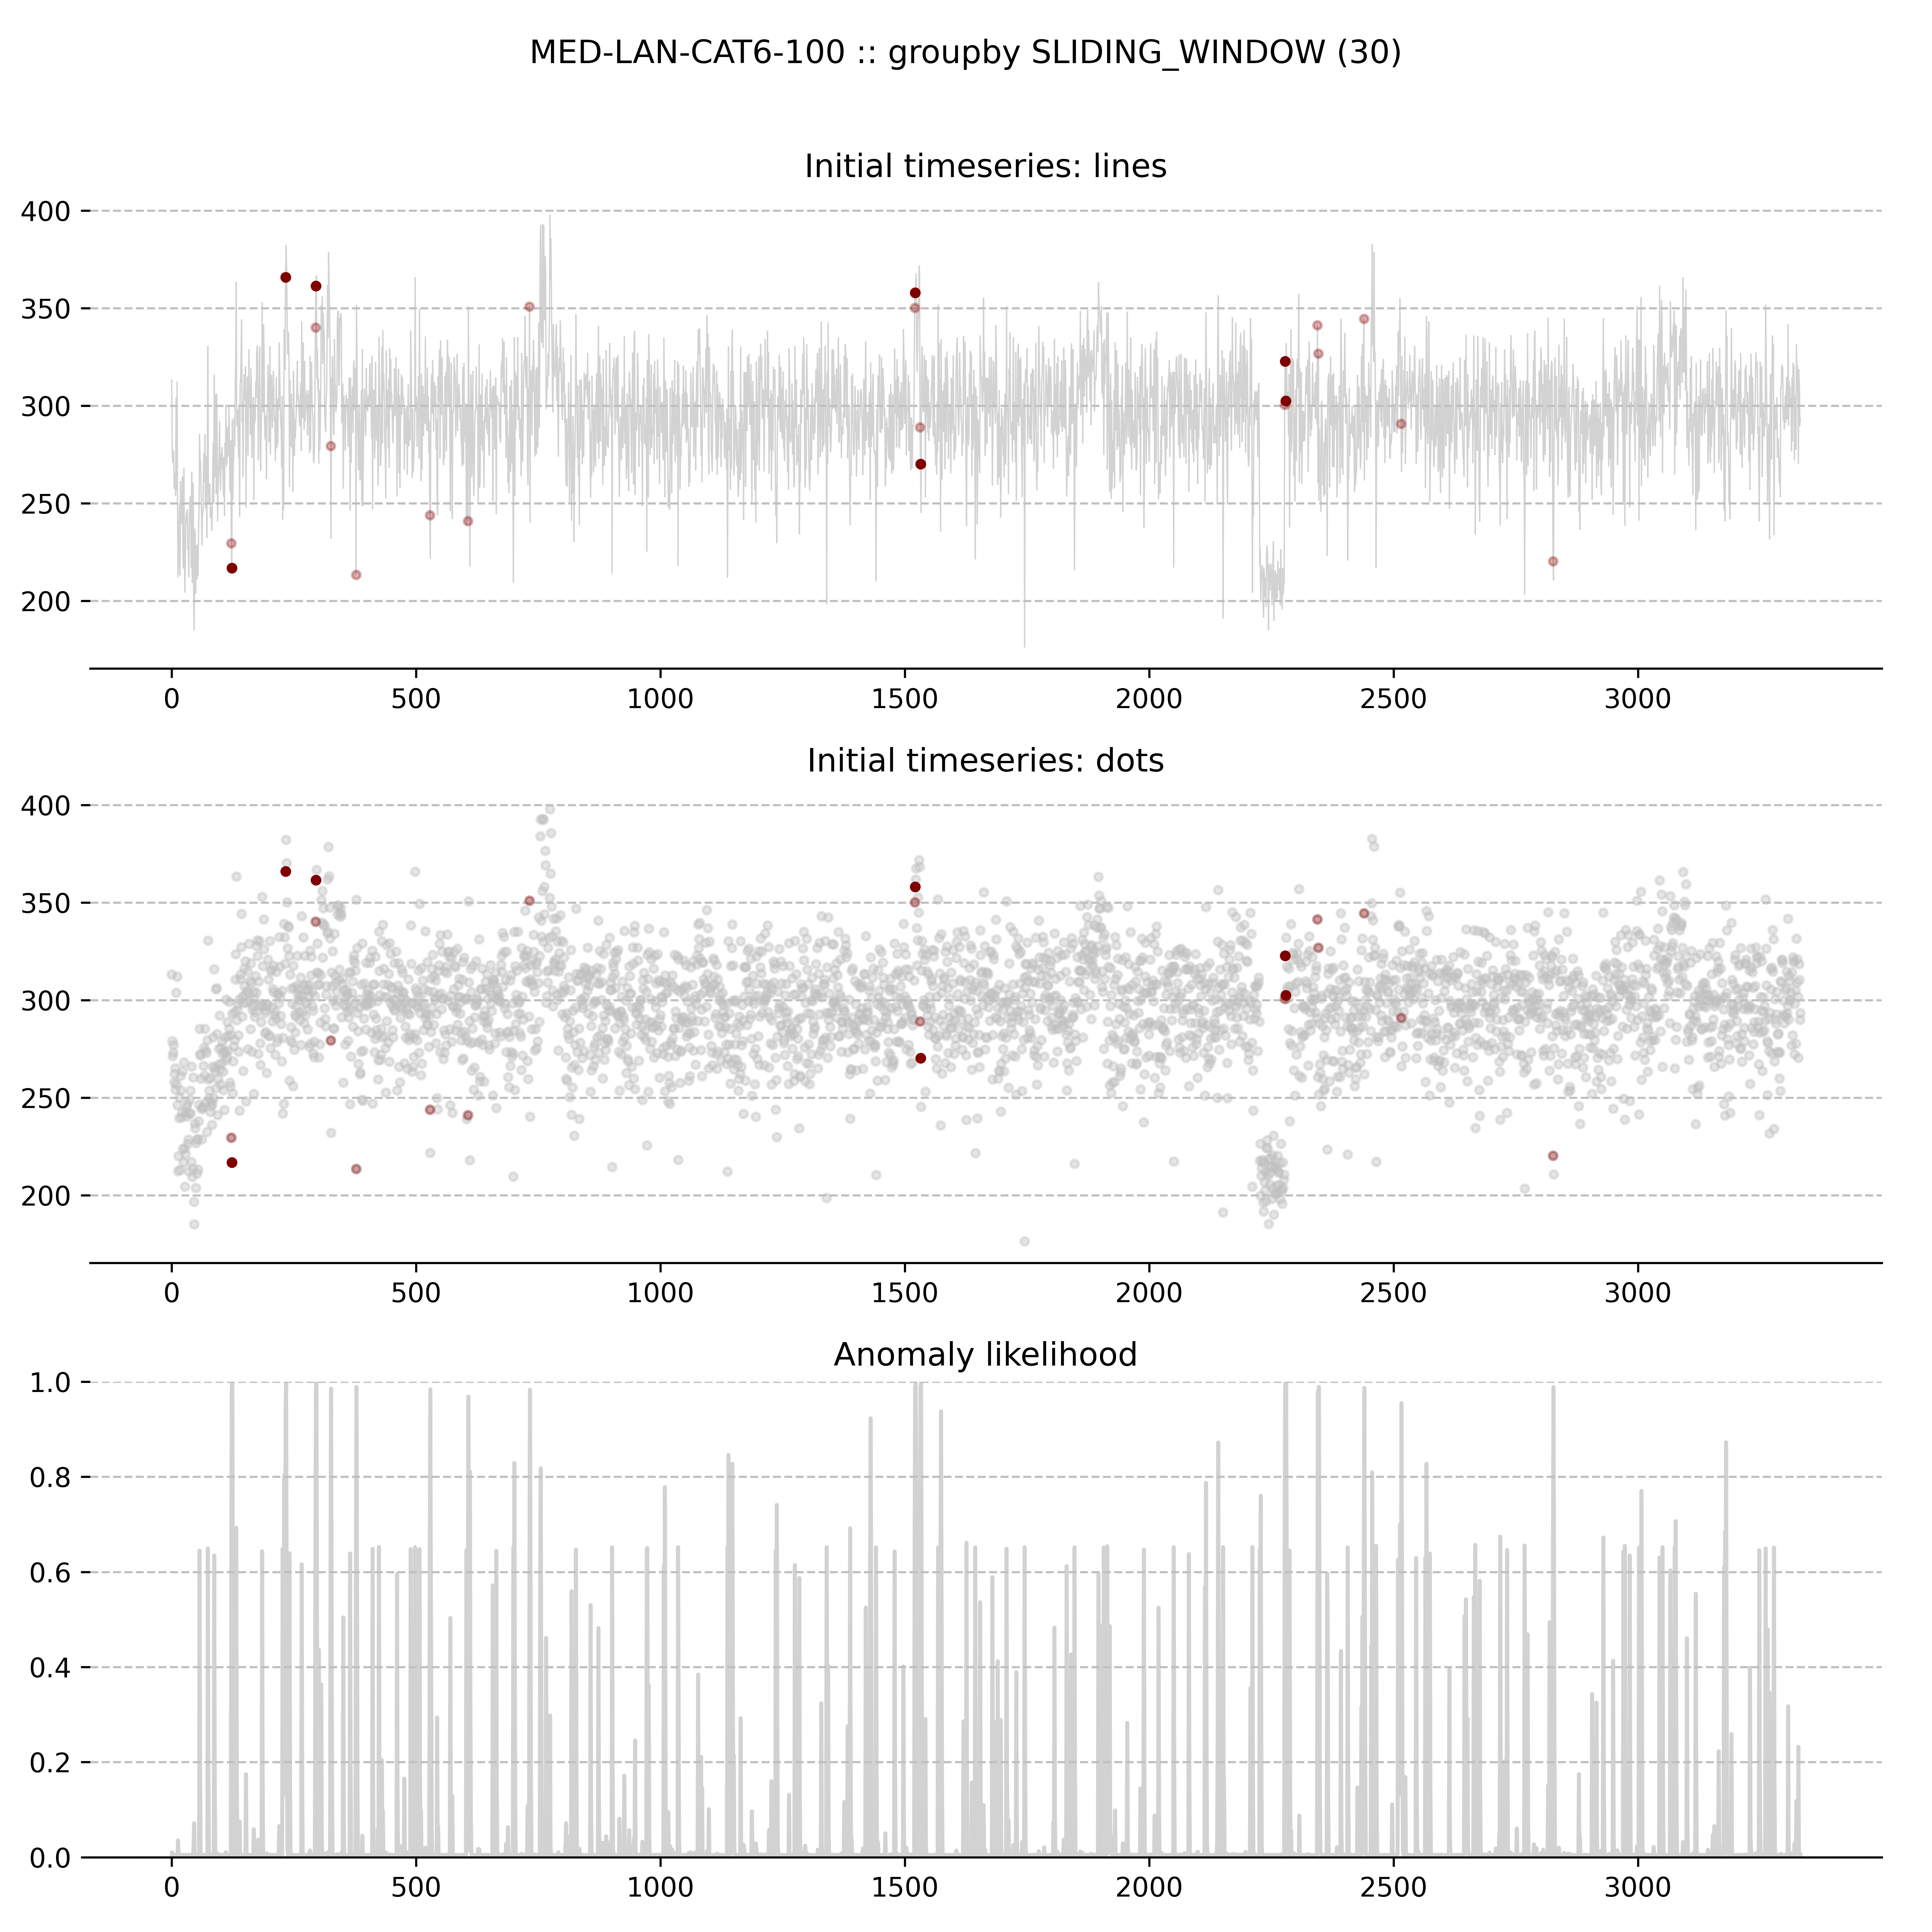 MED-LAN-CAT6-100 :: groupby SLIDING_WINDOW (30)
Initial timeseries: lines
400
350
300
250
200
0 500 1000 1500 2000 2500 3000
Initial timeseries: dots
400
350
300
250
200
0 500 1000 1500 2000 2500 3000
Anomaly likelihood
1.0
0.8
0.6
0.4
0.2
0.0
0 500 1000 1500 2000 2500 3000